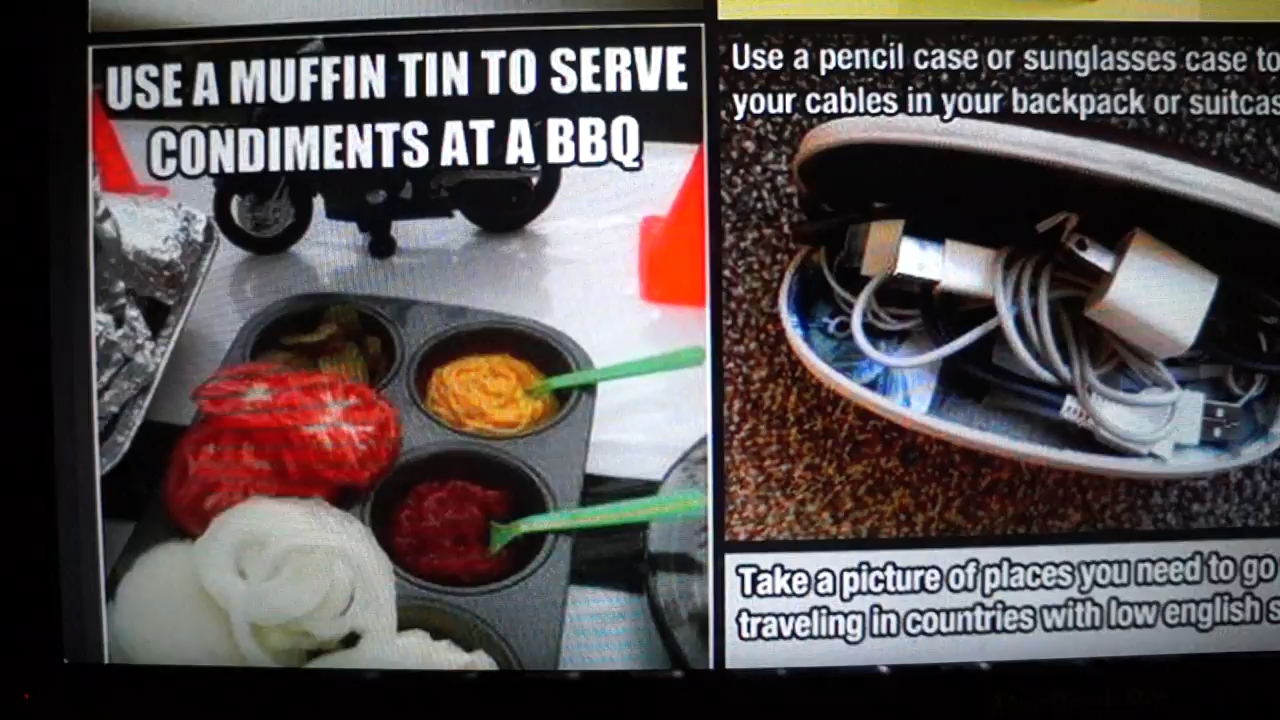 USE A MUFFIN TIN TO SERVE
CONDIMENTS AT A BBQ
Use a pencil case or sunglasses case to
your cables in your backpack or suitcas
Take a picture of places you need to go
traveling in countries with low english s